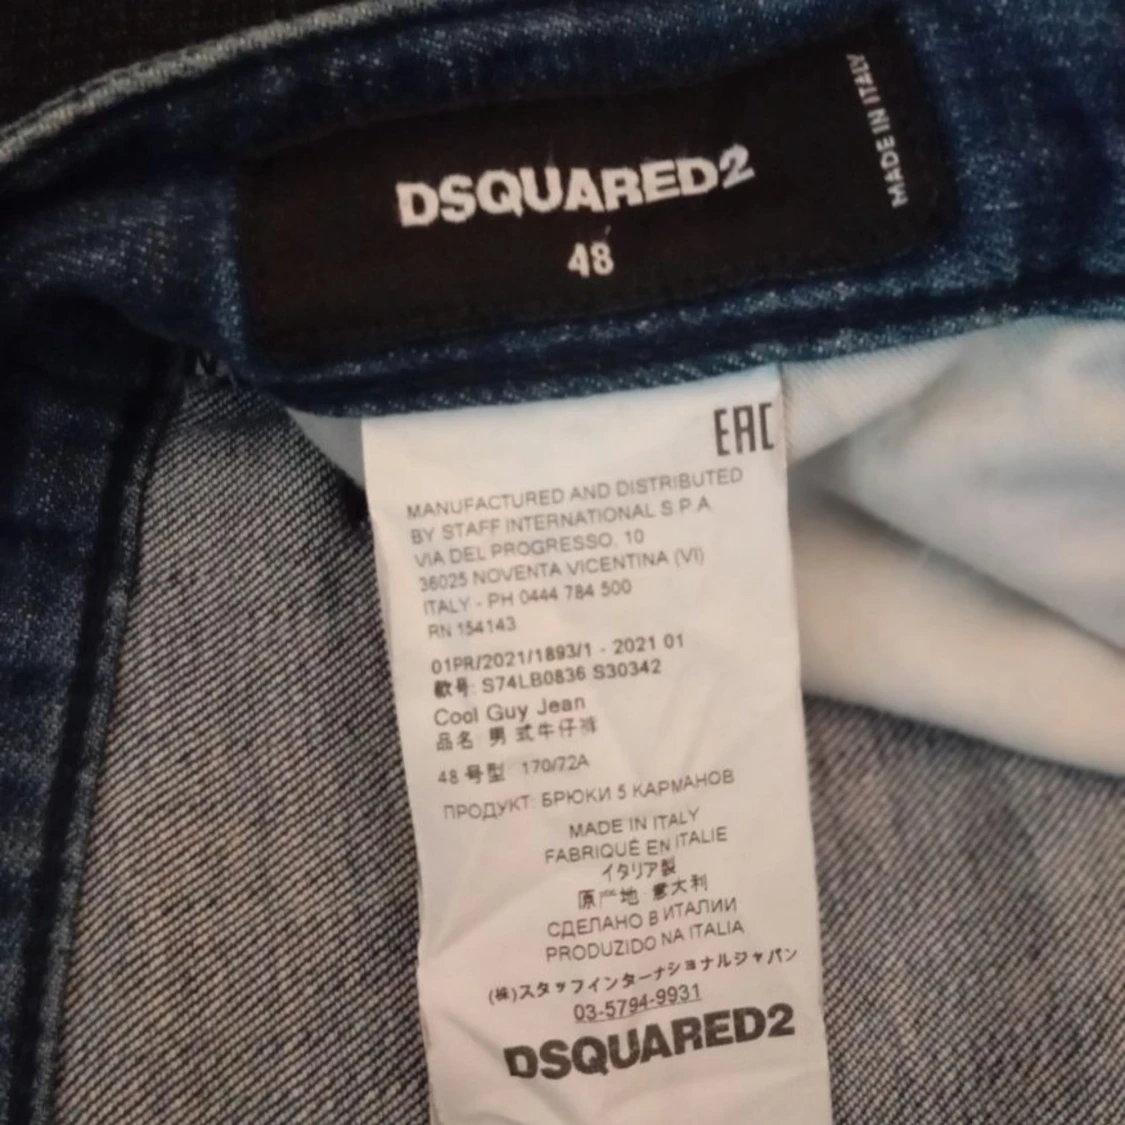 DSQUARED2
48
MADE IN ITALY
EAC
MANUFACTURED AND DISTRIBUTED
BY STAFF INTERNATIONAL S.P.A.
VIA DEL PROGRESSO, 10
36025 NOVENTA VICENTINA (VI)
ITALY - PH 0444 784 500
RN 154143
01PR/2021/1893/1 - 2021 01
款号: S74LB0836 S30342
Cool Guy Jean
品名 男式牛仔裤
48 号型 170/72A
ПРОДУКТ: БРЮКИ 5 КАРМАНОВ
MADE IN ITALY
FABRIQUÉ EN ITALIE
イタリア製
原产地 意大利
СДЕЛАНО В ИТАЛИИ
PRODUZIDO NA ITALIA
(株)スタッフインターナショナルジャパン
03-5794-9931
DSQUARED2